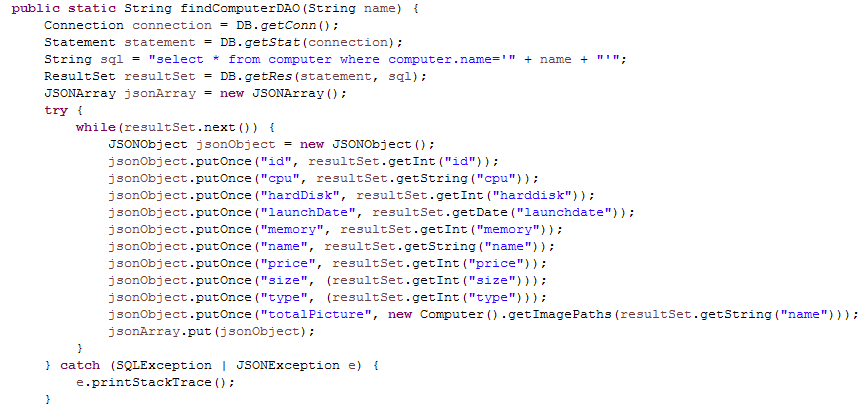 public static String findComputerDAO(String name) {
    Connection connection = DB.getConn();
    Statement statement = DB.getStat(connection);
    String sql = "select * from computer where computer.name='" + name + "'";
    ResultSet resultSet = DB.getRes(statement, sql);
    JSONArray jsonArray = new JSONArray();
    try {
        while(resultSet.next()) {
            JSONObject jsonObject = new JSONObject();
            jsonObject.putOnce("id", resultSet.getInt("id"));
            jsonObject.putOnce("cpu", resultSet.getString("cpu"));
            jsonObject.putOnce("hardDisk", resultSet.getInt("harddisk"));
            jsonObject.putOnce("launchDate", resultSet.getDate("launchdate"));
            jsonObject.putOnce("memory", resultSet.getInt("memory"));
            jsonObject.putOnce("name", resultSet.getString("name"));
            jsonObject.putOnce("price", resultSet.getInt("price"));
            jsonObject.putOnce("size", (resultSet.getInt("size")));
            jsonObject.putOnce("type", (resultSet.getInt("type")));
            jsonObject.putOnce("totalPicture", new Computer().getImagePaths(resultSet.getString("name")));
            jsonArray.put(jsonObject);
        }
    } catch (SQLException | JSONException e) {
        e.printStackTrace();
    }